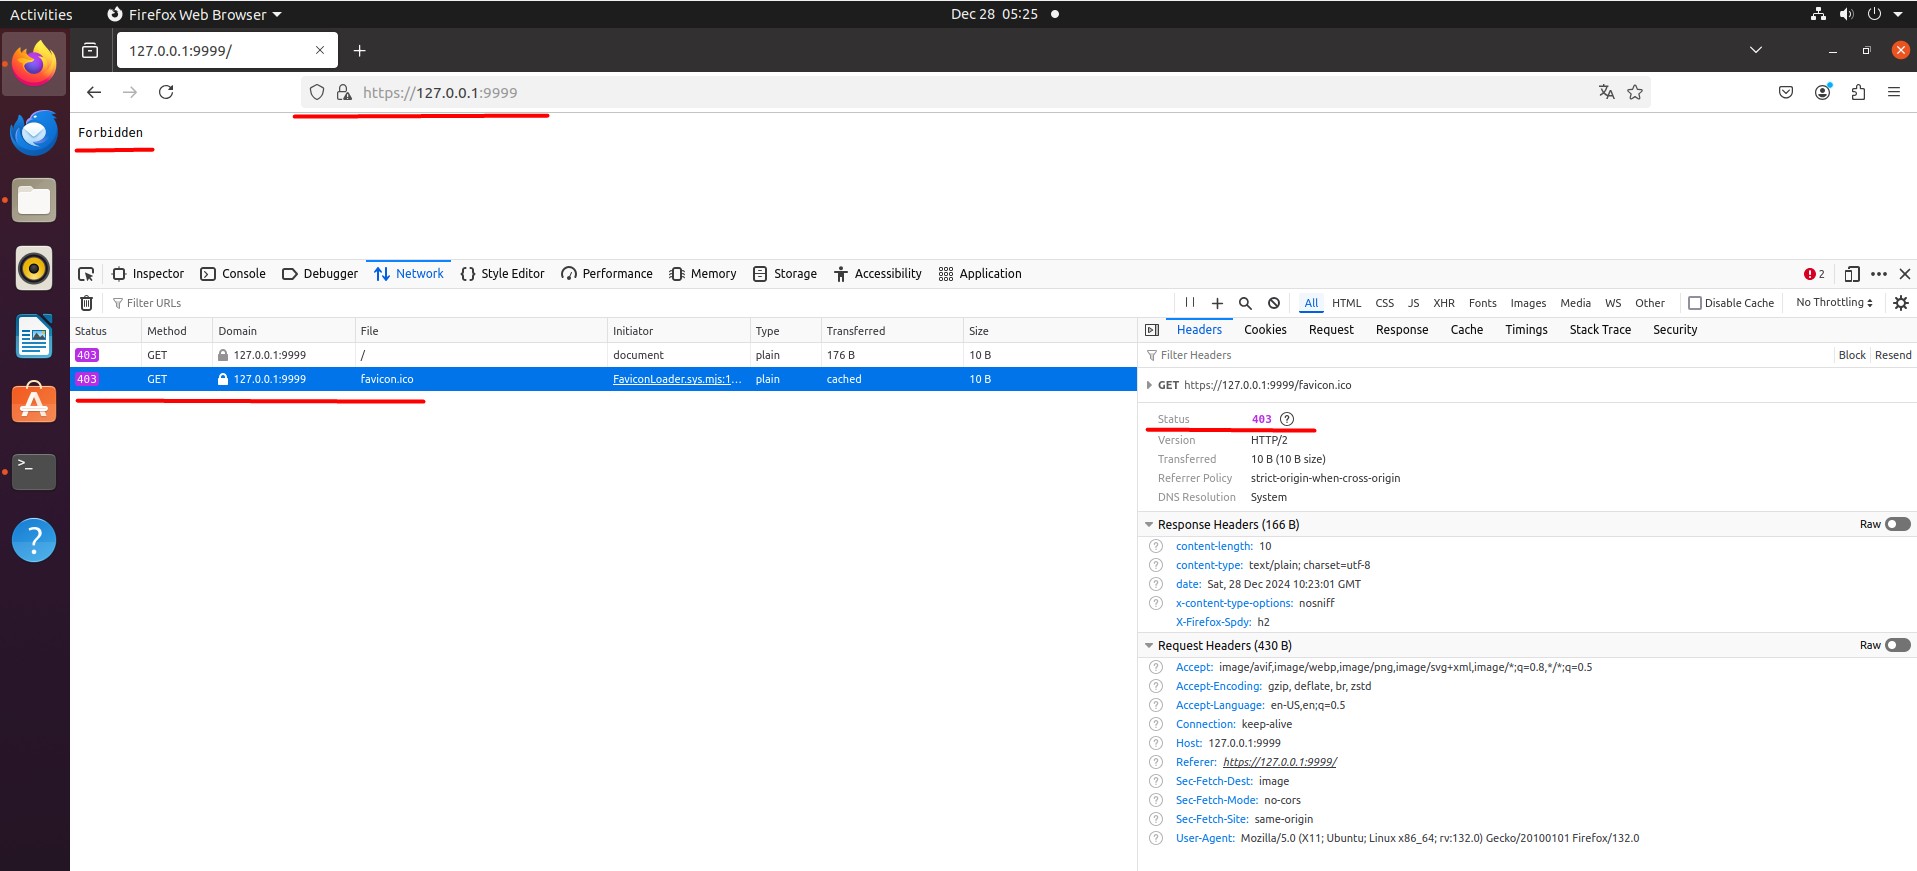 Activities Firefox Web Browser Dec 28 05:25
127.0.0.1:9999/
https://127.0.0.1:9999
Forbidden
Inspector Console Debugger Network Style Editor Performance Memory Storage Accessibility Application 2
Filter URLs All HTML CSS JS XHR Fonts Images Media WS Other Disable Cache No Throttling
Status Method Domain File Initiator Type Transferred Size
403 GET 127.0.0.1:9999 / document plain 176 B 10 B
403 GET 127.0.0.1:9999 favicon.ico FaviconLoader.sys.mjs:1... plain cached 10 B
Headers Cookies Request Response Cache Timings Stack Trace Security
Filter Headers Block Resend
GET https://127.0.0.1:9999/favicon.ico
Status 403 ?
Version HTTP/2
Transferred 10 B (10 B size)
Referrer Policy strict-origin-when-cross-origin
DNS Resolution System
Response Headers (166 B) Raw
? content-length: 10
? content-type: text/plain; charset=utf-8
? date: Sat, 28 Dec 2024 10:23:01 GMT
? x-content-type-options: nosniff
X-Firefox-Spdy: h2
Request Headers (430 B) Raw
? Accept: image/avif,image/webp,image/png,image/svg+xml,image/*;q=0.8,*/*;q=0.5
? Accept-Encoding: gzip, deflate, br, zstd
? Accept-Language: en-US,en;q=0.5
? Connection: keep-alive
? Host: 127.0.0.1:9999
? Referer: https://127.0.0.1:9999/
? Sec-Fetch-Dest: image
? Sec-Fetch-Mode: no-cors
? Sec-Fetch-Site: same-origin
? User-Agent: Mozilla/5.0 (X11; Ubuntu; Linux x86_64; rv:132.0) Gecko/20100101 Firefox/132.0